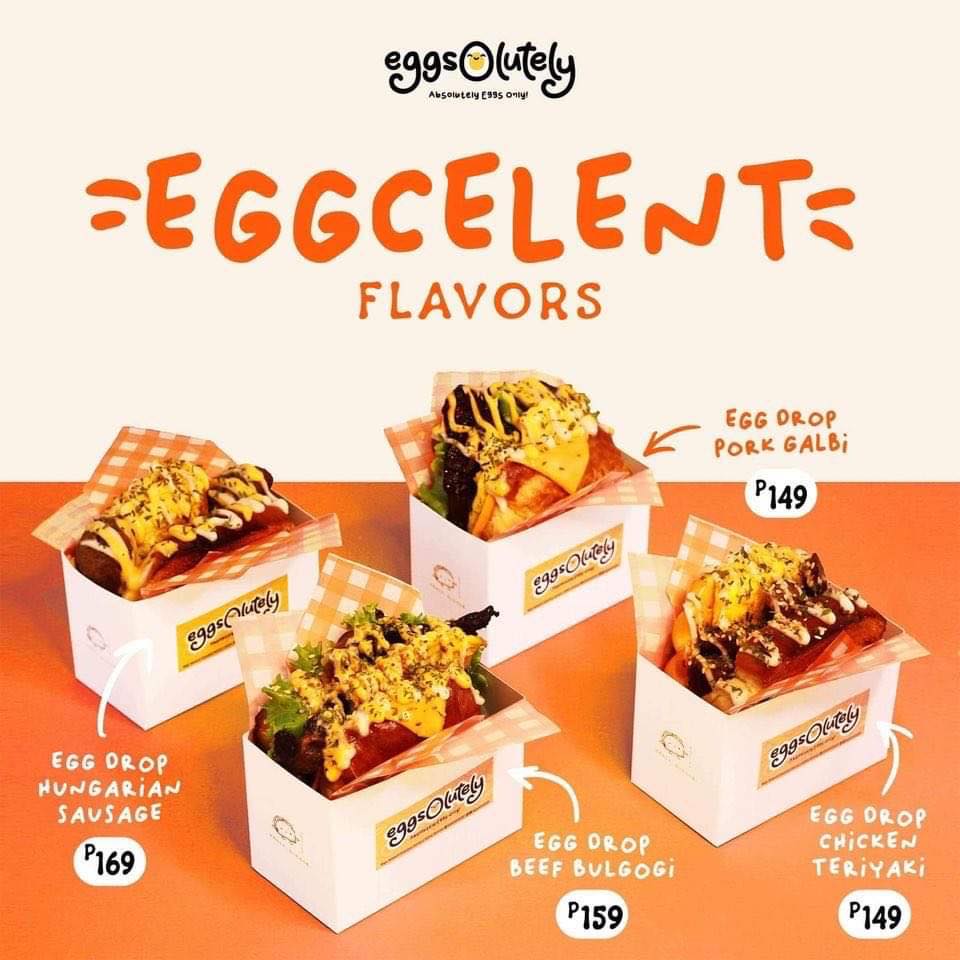 eggsOlutely
Absolutely Eggs Only!
EGGCELENT
FLAVORS
EGG DROP
PORK GALBi
P149
eggsOlutely
eggsOlutely
eggsOlutely
eggsOlutely
EGG DROP
HUNGARiAN
SAUSAGE
P169
EGG DROP
BEEF BULGOGi
P159
EGG DROP
CHiCKEN
TERiYAKi
P149